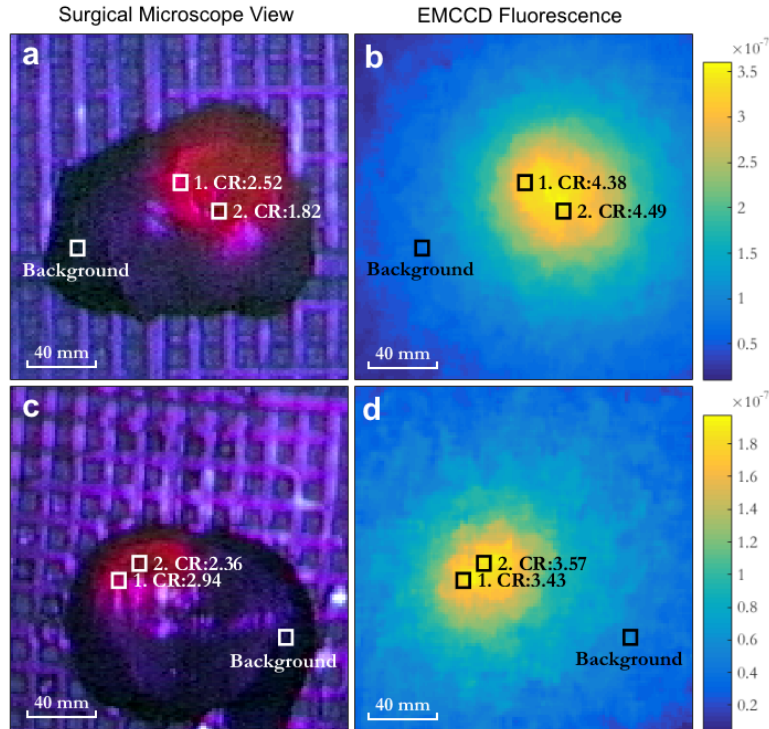 Surgical Microscope View
EMCCD Fluorescence
a
1. CR:2.52
2. CR:1.82
Background
40 mm
b
1. CR:4.38
2. CR:4.49
Background
×10⁻⁷
3.5
3
2.5
2
1.5
1
0.5
c
2. CR:2.36
1. CR:2.94
Background
40 mm
d
2. CR:3.57
1. CR:3.43
Background
×10⁻⁷
1.8
1.6
1.4
1.2
1
0.8
0.6
0.4
0.2